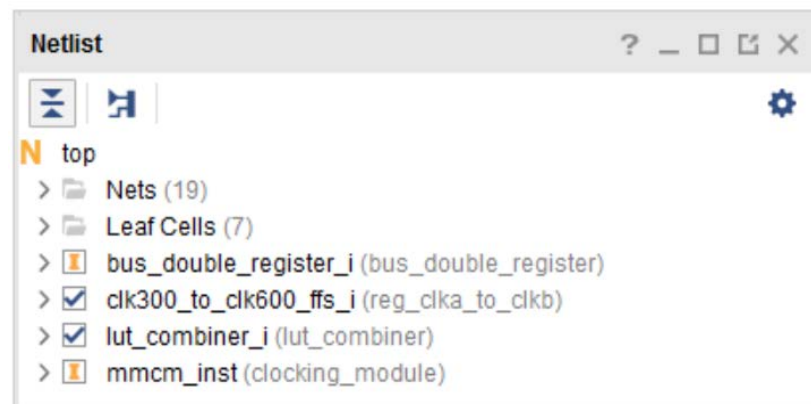 Netlist
N top
Nets (19)
Leaf Cells (7)
bus_double_register_i (bus_double_register)
clk300_to_clk600_ffs_i (reg_clka_to_clkb)
lut_combiner_i (lut_combiner)
mmcm_inst (clocking_module)